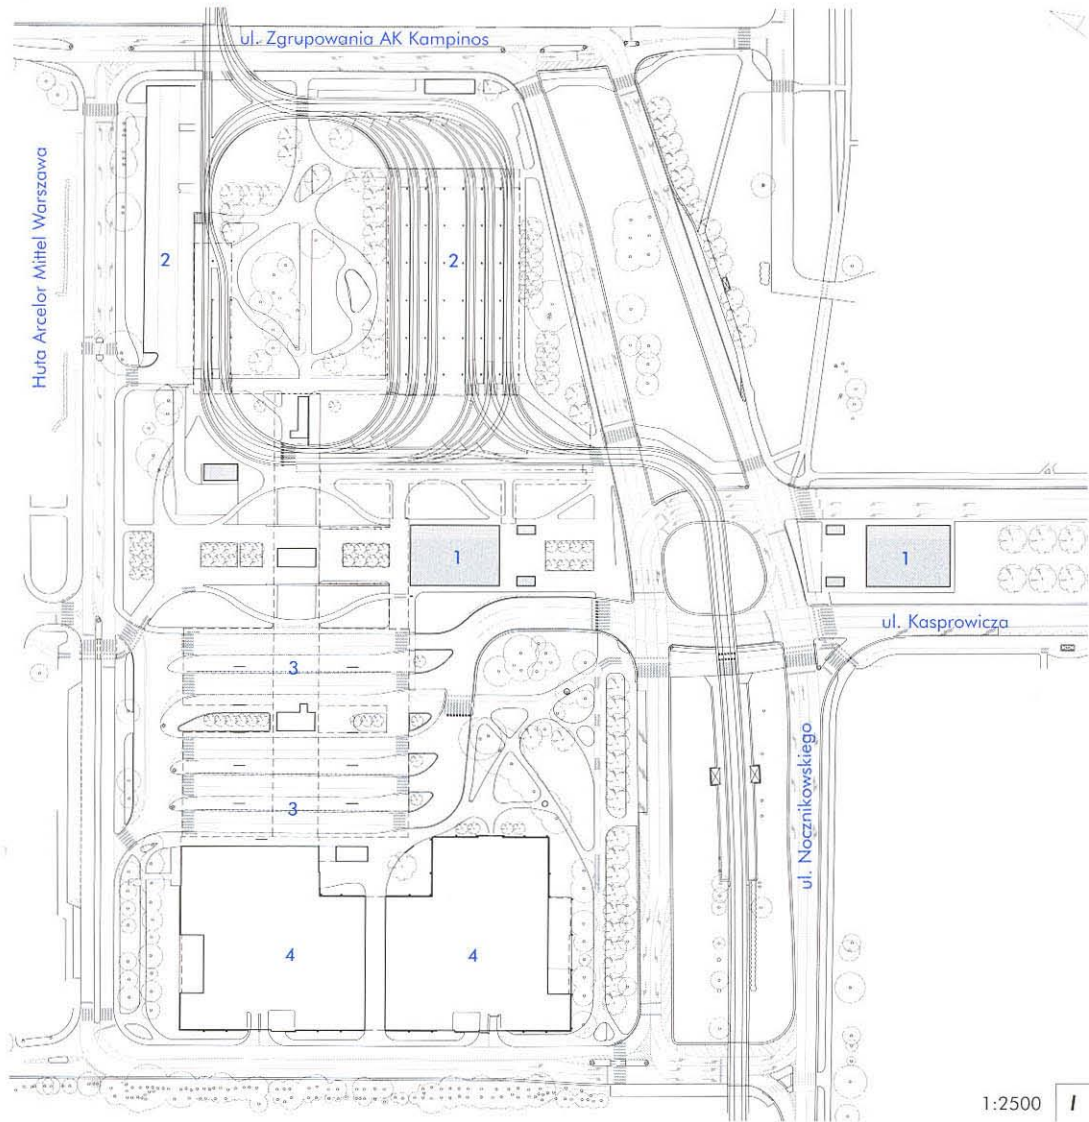 ul. Zgrupowania AK Kampinos
Huta Arcelor Mittel Warszawa
2
2
1
1
ul. Kasprowicza
3
3
ul. Nocznikowskiego
4
4
1:2500 I